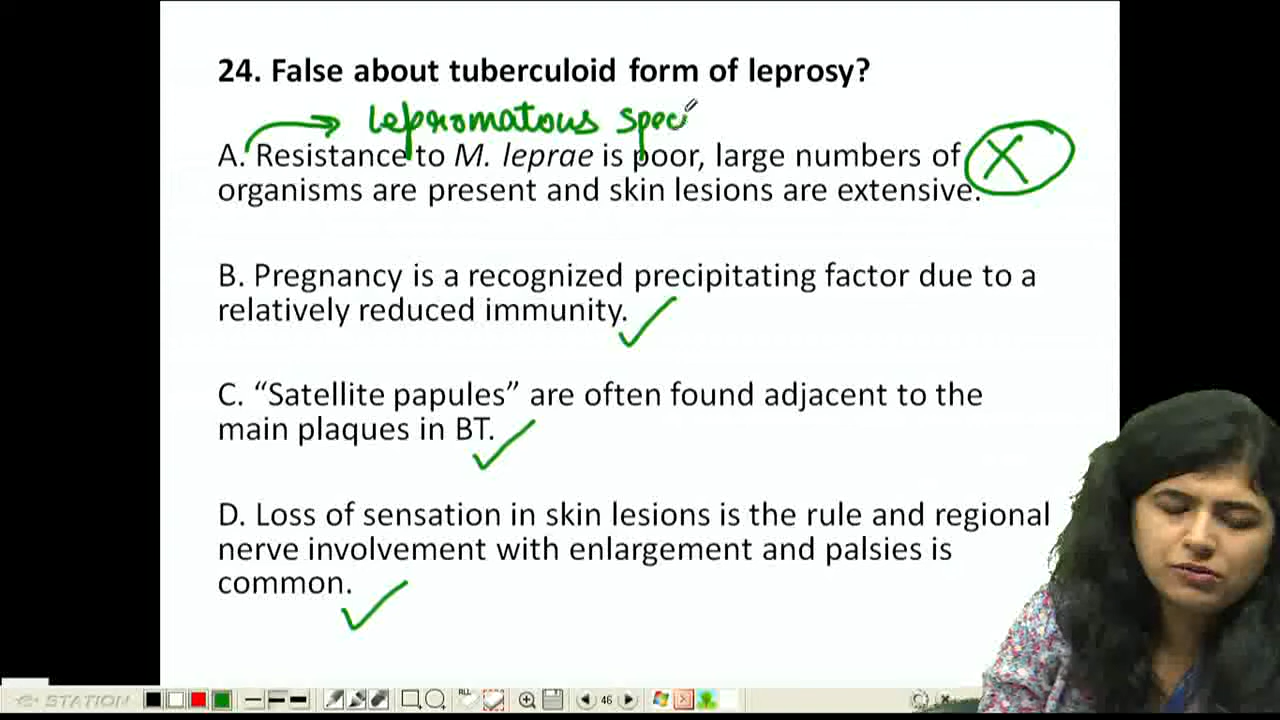 24. False about tuberculoid form of leprosy?
Lepromatous spec
A. Resistance to M. leprae is poor, large numbers of
organisms are present and skin lesions are extensive.
B. Pregnancy is a recognized precipitating factor due to a
relatively reduced immunity.
C. “Satellite papules” are often found adjacent to the
main plaques in BT.
D. Loss of sensation in skin lesions is the rule and regional
nerve involvement with enlargement and palsies is
common.
STATION
46